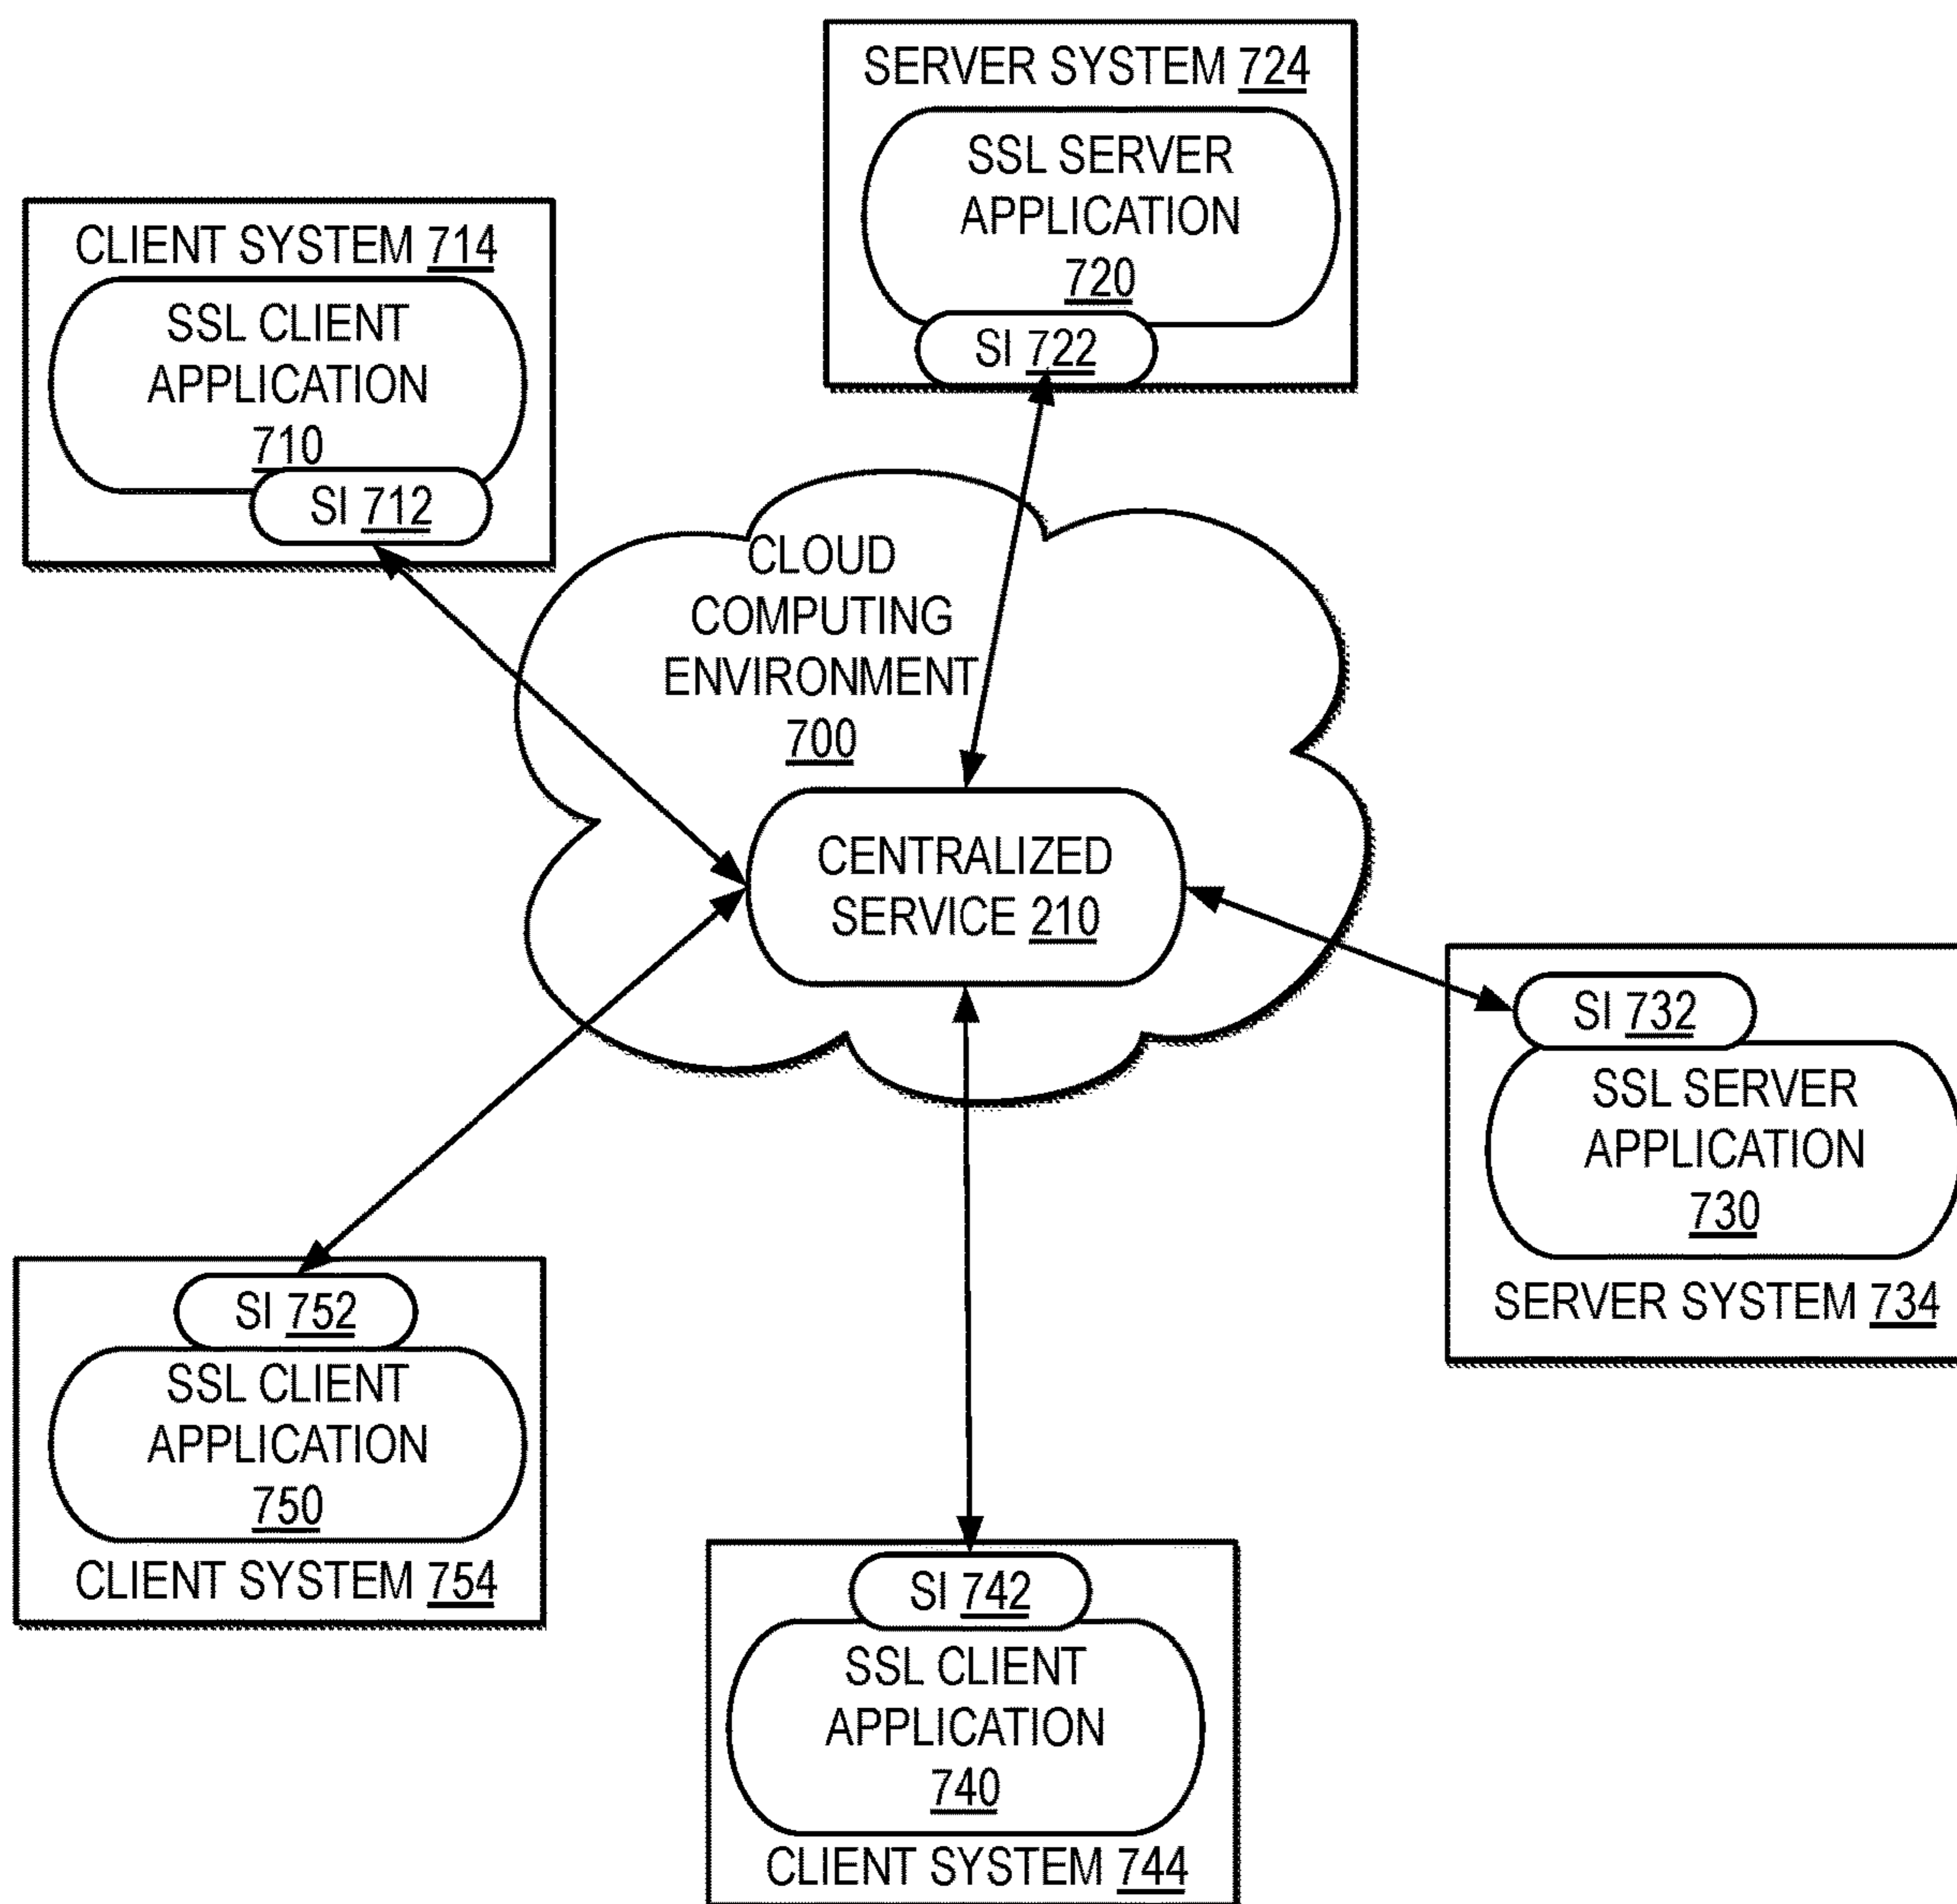 SERVER SYSTEM 724
SSL SERVER
APPLICATION
720
SI 722
CLIENT SYSTEM 714
SSL CLIENT
APPLICATION
710
SI 712
CLOUD
COMPUTING
ENVIRONMENT
700
CENTRALIZED
SERVICE 210
SI 732
SSL SERVER
APPLICATION
730
SERVER SYSTEM 734
SI 752
SSL CLIENT
APPLICATION
750
CLIENT SYSTEM 754
SI 742
SSL CLIENT
APPLICATION
740
CLIENT SYSTEM 744